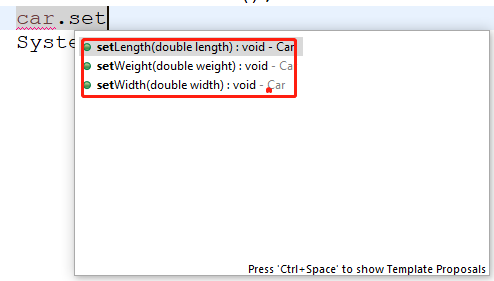 car.set
Syste
setLength(double length) : void - Car
setWeight(double weight) : void - Ca
setWidth(double width) : void - Car
Press 'Ctrl+Space' to show Template Proposals